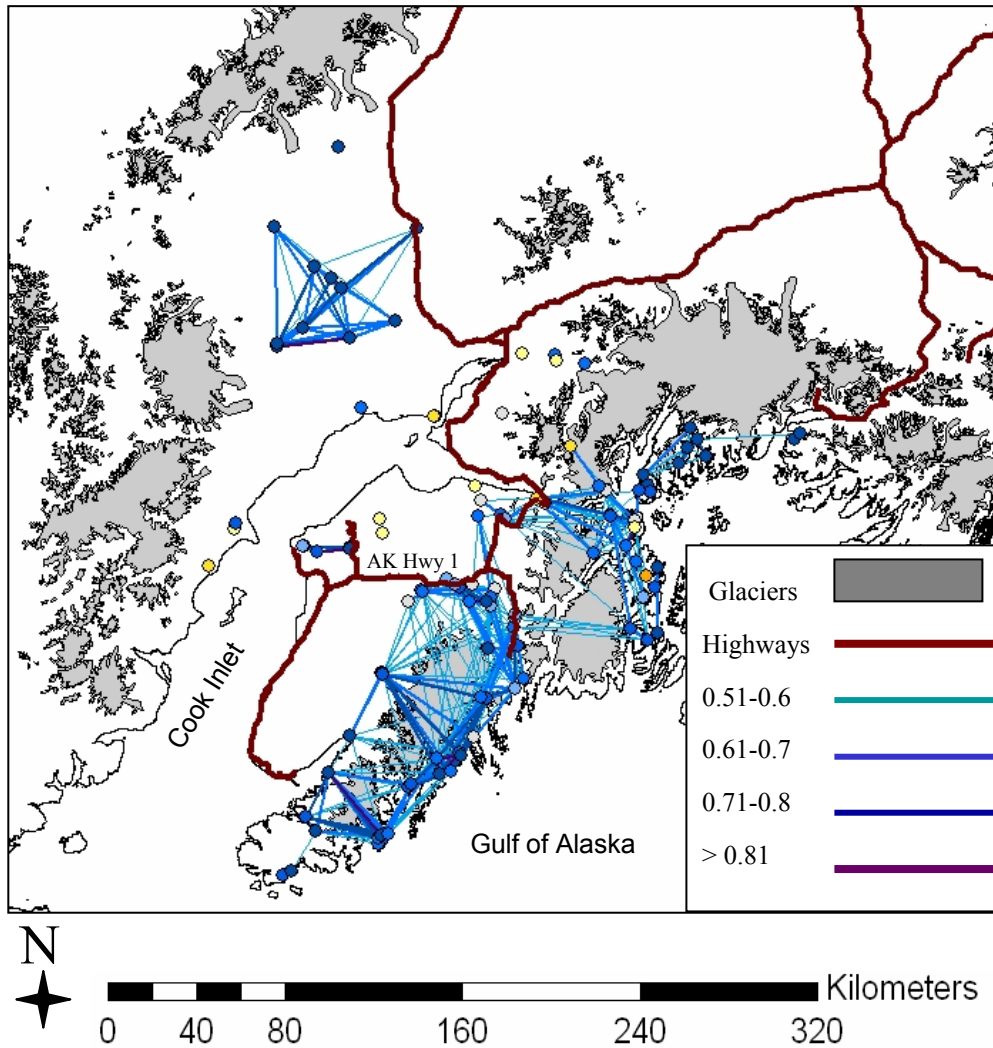 AK Hwy 1
Cook Inlet
Gulf of Alaska
Glaciers
Highways
0.51-0.6
0.61-0.7
0.71-0.8
> 0.81
N
Kilometers
0 40 80 160 240 320